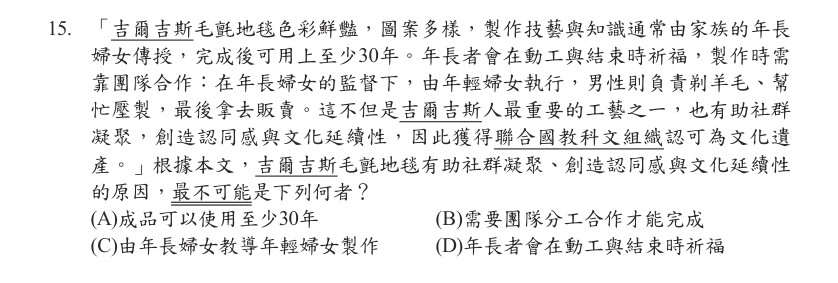 15. 「吉爾吉斯毛氈地毯色彩鮮豔，圖案多樣，製作技藝與知識通常由家族的年長
婦女傳授，完成後可用上至少30年。年長者會在動工與結束時祈福，製作時需
靠團隊合作：在年長婦女的監督下，由年輕婦女執行，男性則負責剃羊毛、幫
忙壓製，最後拿去販賣。這不但是吉爾吉斯人最重要的工藝之一，也有助社群
凝聚，創造認同感與文化延續性，因此獲得聯合國教科文組織認可為文化遺
產。」根據本文，吉爾吉斯毛氈地毯有助社群凝聚、創造認同感與文化延續性
的原因，最不可能是下列何者？
(A)成品可以使用至少30年 (B)需要團隊分工合作才能完成
(C)由年長婦女教導年輕婦女製作 (D)年長者會在動工與結束時祈福